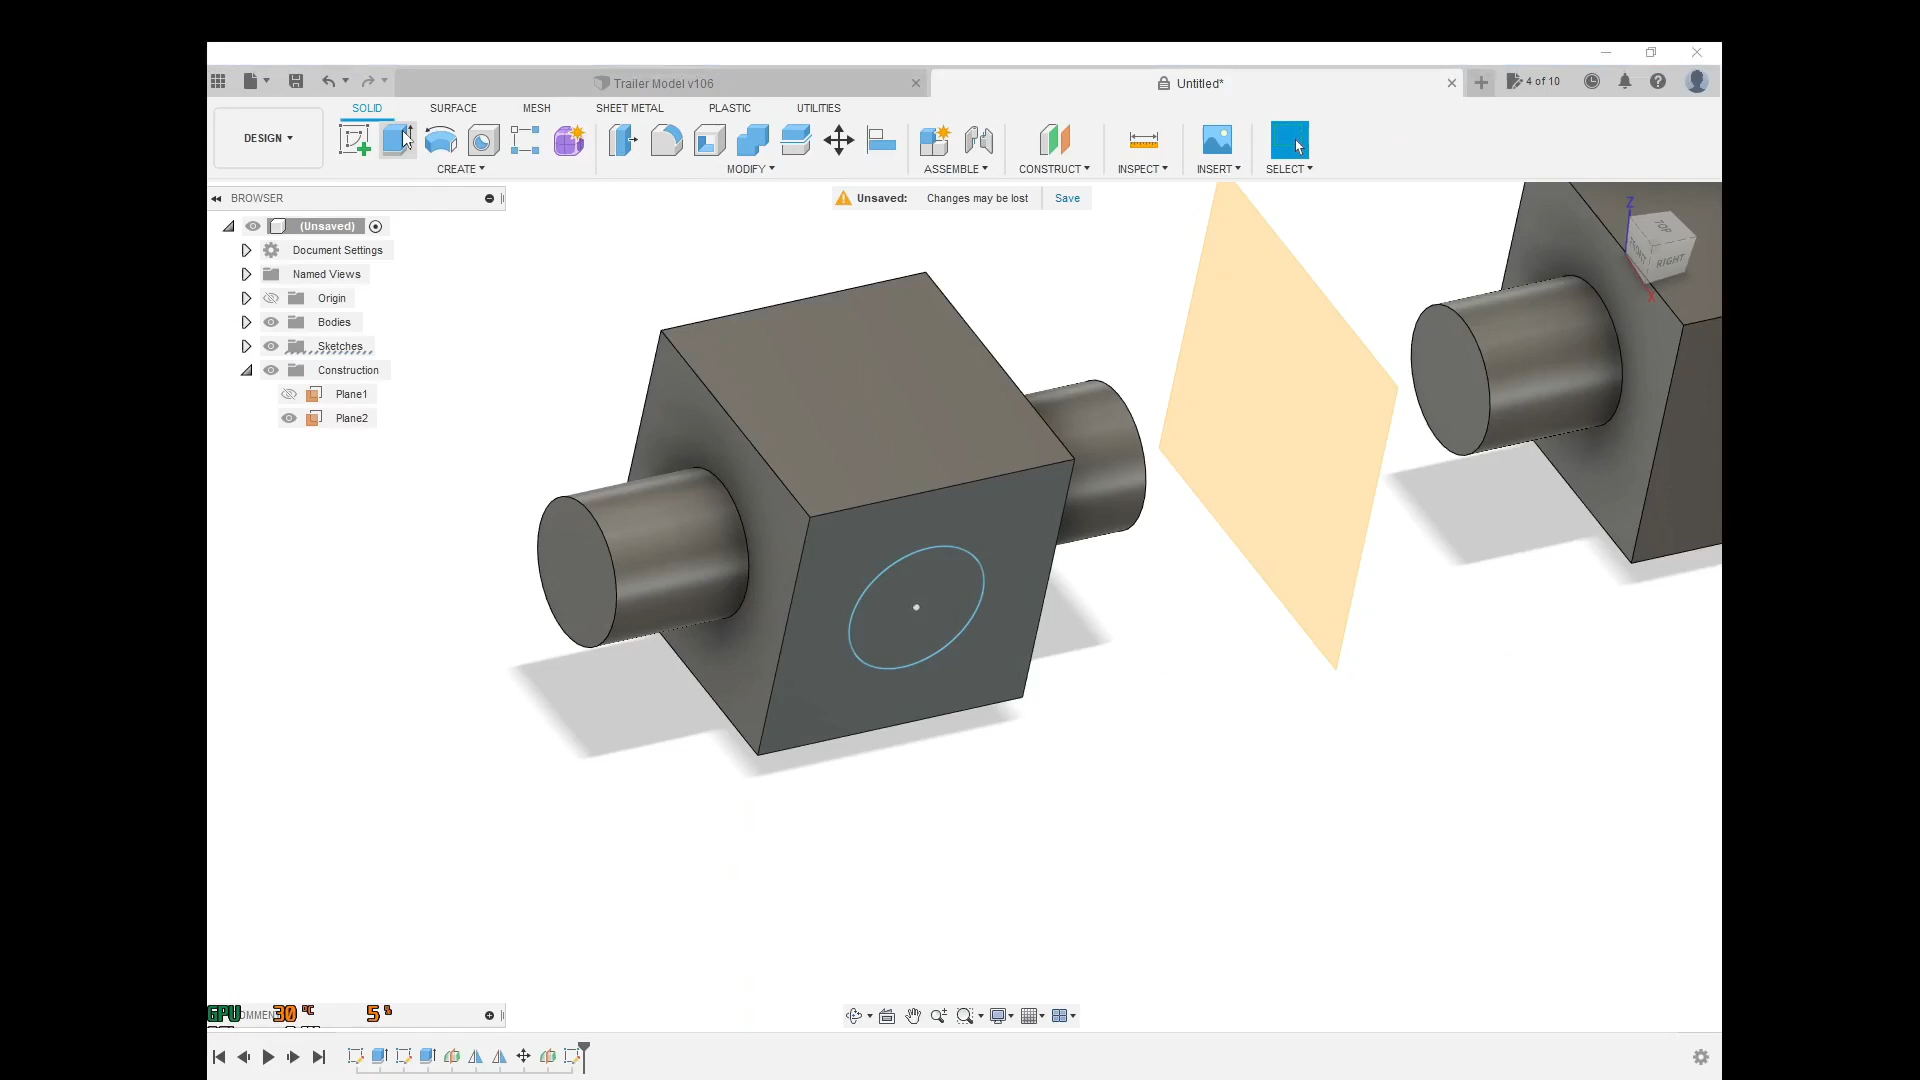 Trailer Model v106
Untitled*
4 of 10
DESIGN
SOLID
SURFACE
MESH
SHEET METAL
PLASTIC
UTILITIES
CREATE
MODIFY
ASSEMBLE
CONSTRUCT
INSPECT
INSERT
SELECT
BROWSER
Unsaved: Changes may be lost Save
(Unsaved)
Document Settings
Named Views
Origin
Bodies
Sketches
Construction
Plane1
Plane2
Z
TOP
FRONT
RIGHT
X
GPU 30 °C 5 %